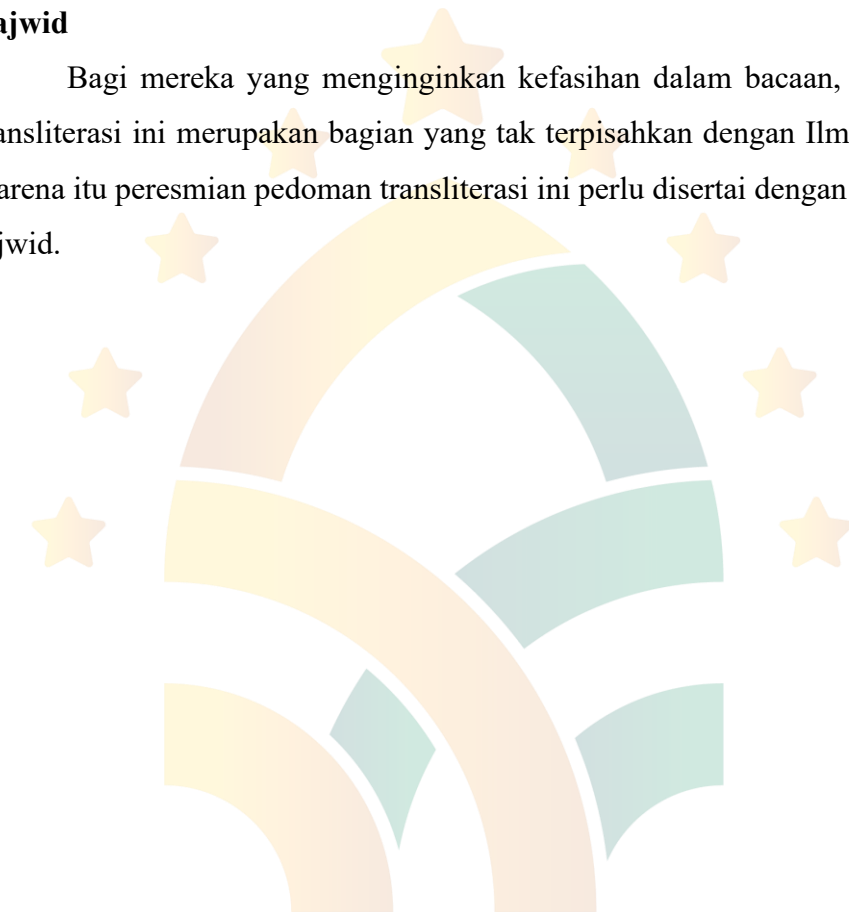 ajwid
Bagi mereka yang menginginkan kefasihan dalam bacaan,
ansliterasi ini merupakan bagian yang tak terpisahkan dengan Ilm
arena itu peresmian pedoman transliterasi ini perlu disertai dengan
jwid.